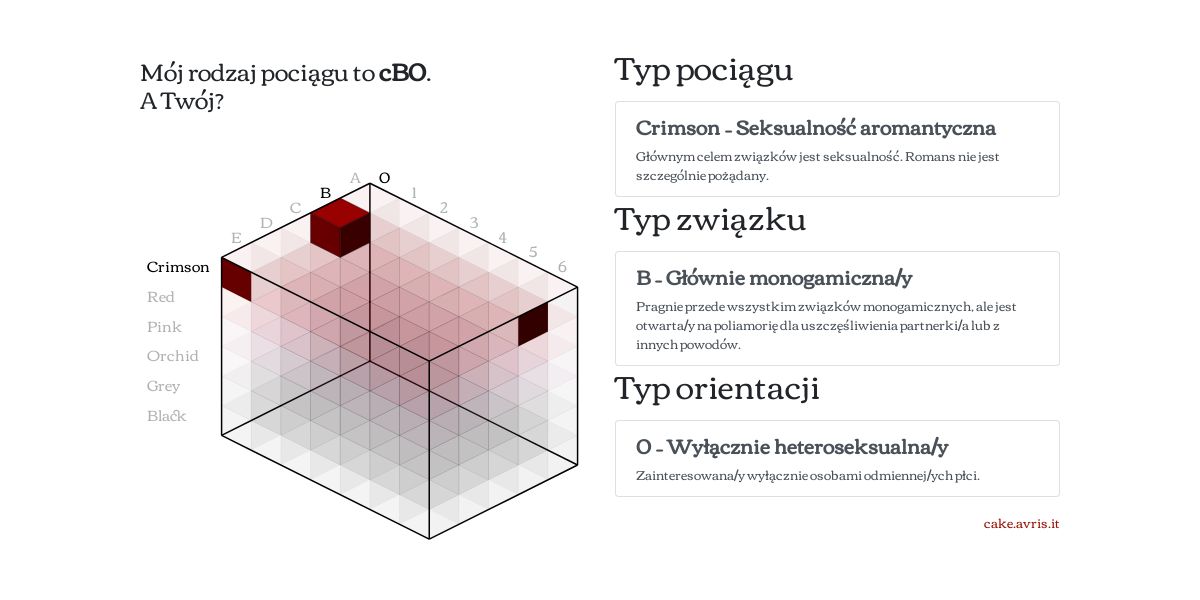 Mój rodzaj pociągu to cBO.
A Twój?
A
O
B
1
C
2
D
3
E
4
5
6
Crimson
Red
Pink
Orchid
Grey
Black
Typ pociągu
Crimson – Seksualność aromantyczna
Głównym celem związków jest seksualność. Romans nie jest
szczególnie pożądany.
Typ związku
B – Głównie monogamiczna/y
Pragnie przede wszystkim związków monogamicznych, ale jest
otwarta/y na poliamorię dla uszczęśliwienia partnerki/a lub z
innych powodów.
Typ orientacji
0 – Wyłącznie heteroseksualna/y
Zainteresowana/y wyłącznie osobami odmiennej/ych płci.
cake.avris.it